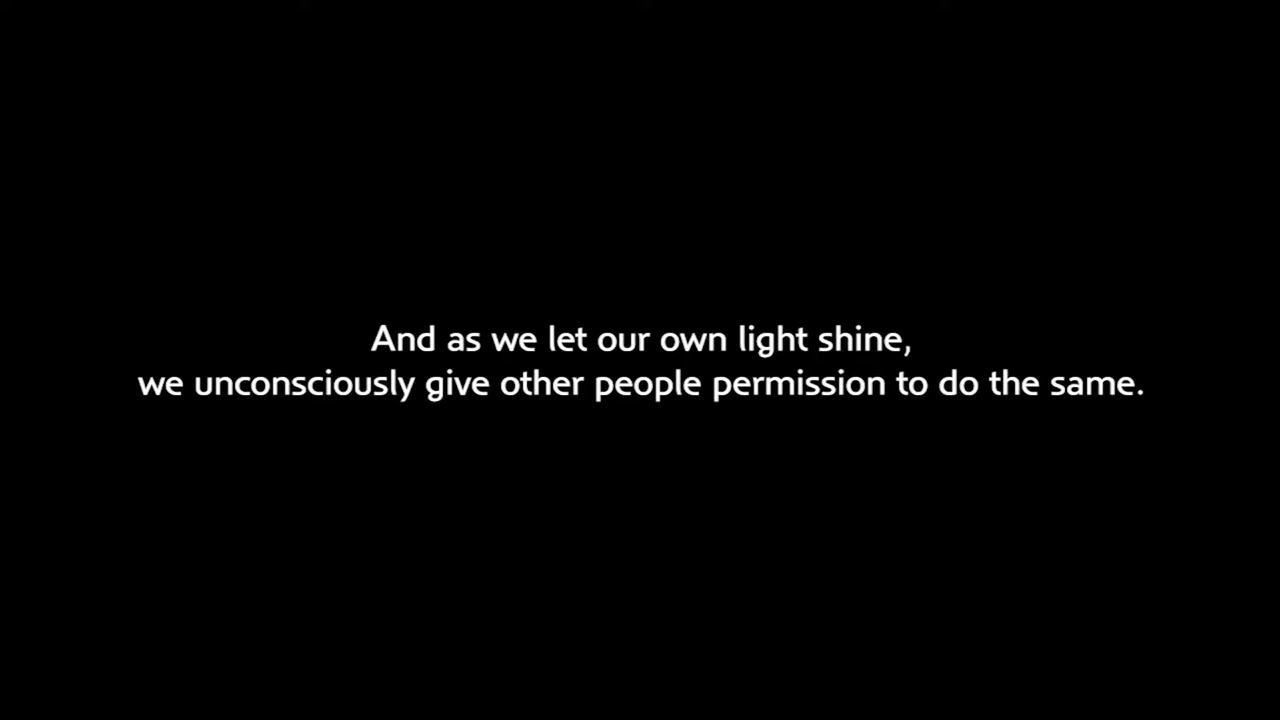 And as we let our own light shine,
we unconsciously give other people permission to do the same.